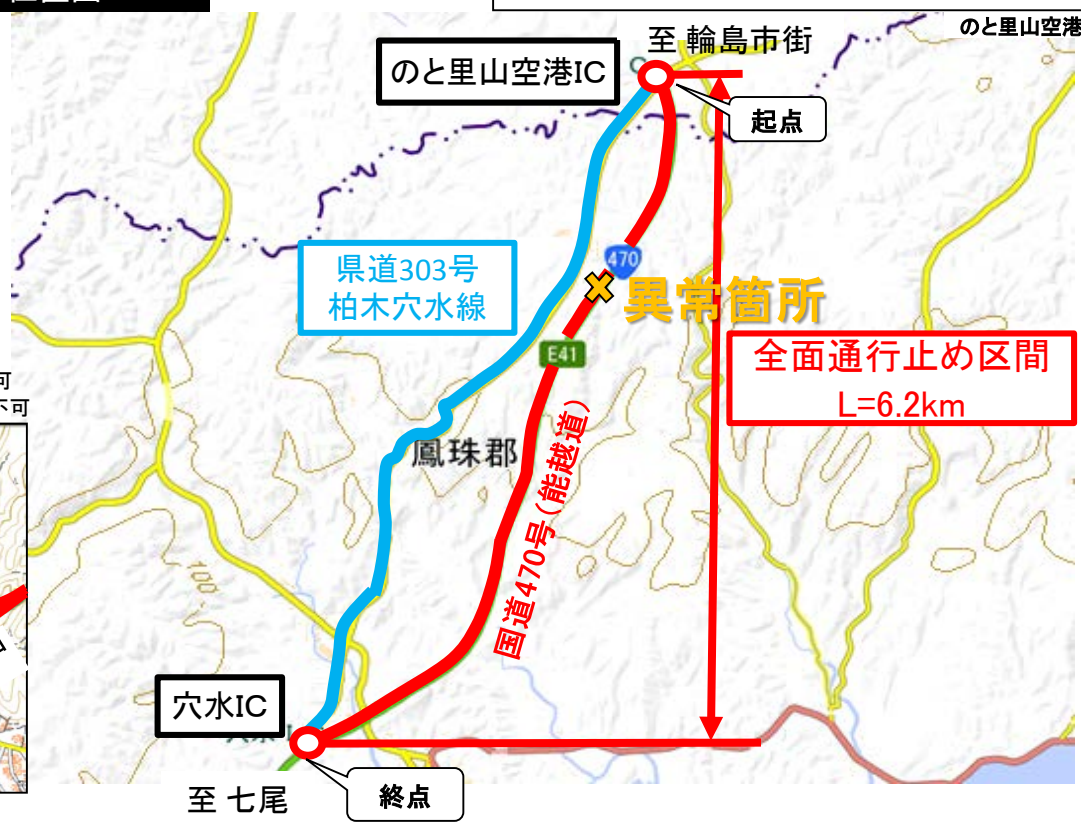 のと里山空港
至 輪島市街
のと里山空港IC
起点
県道303号
柏木穴水線
470
異常箇所
E41
全面通行止め区間
L=6.2km
可
不可
鳳珠郡
国道470号(能越道)
100
穴水IC
至 七尾
終点